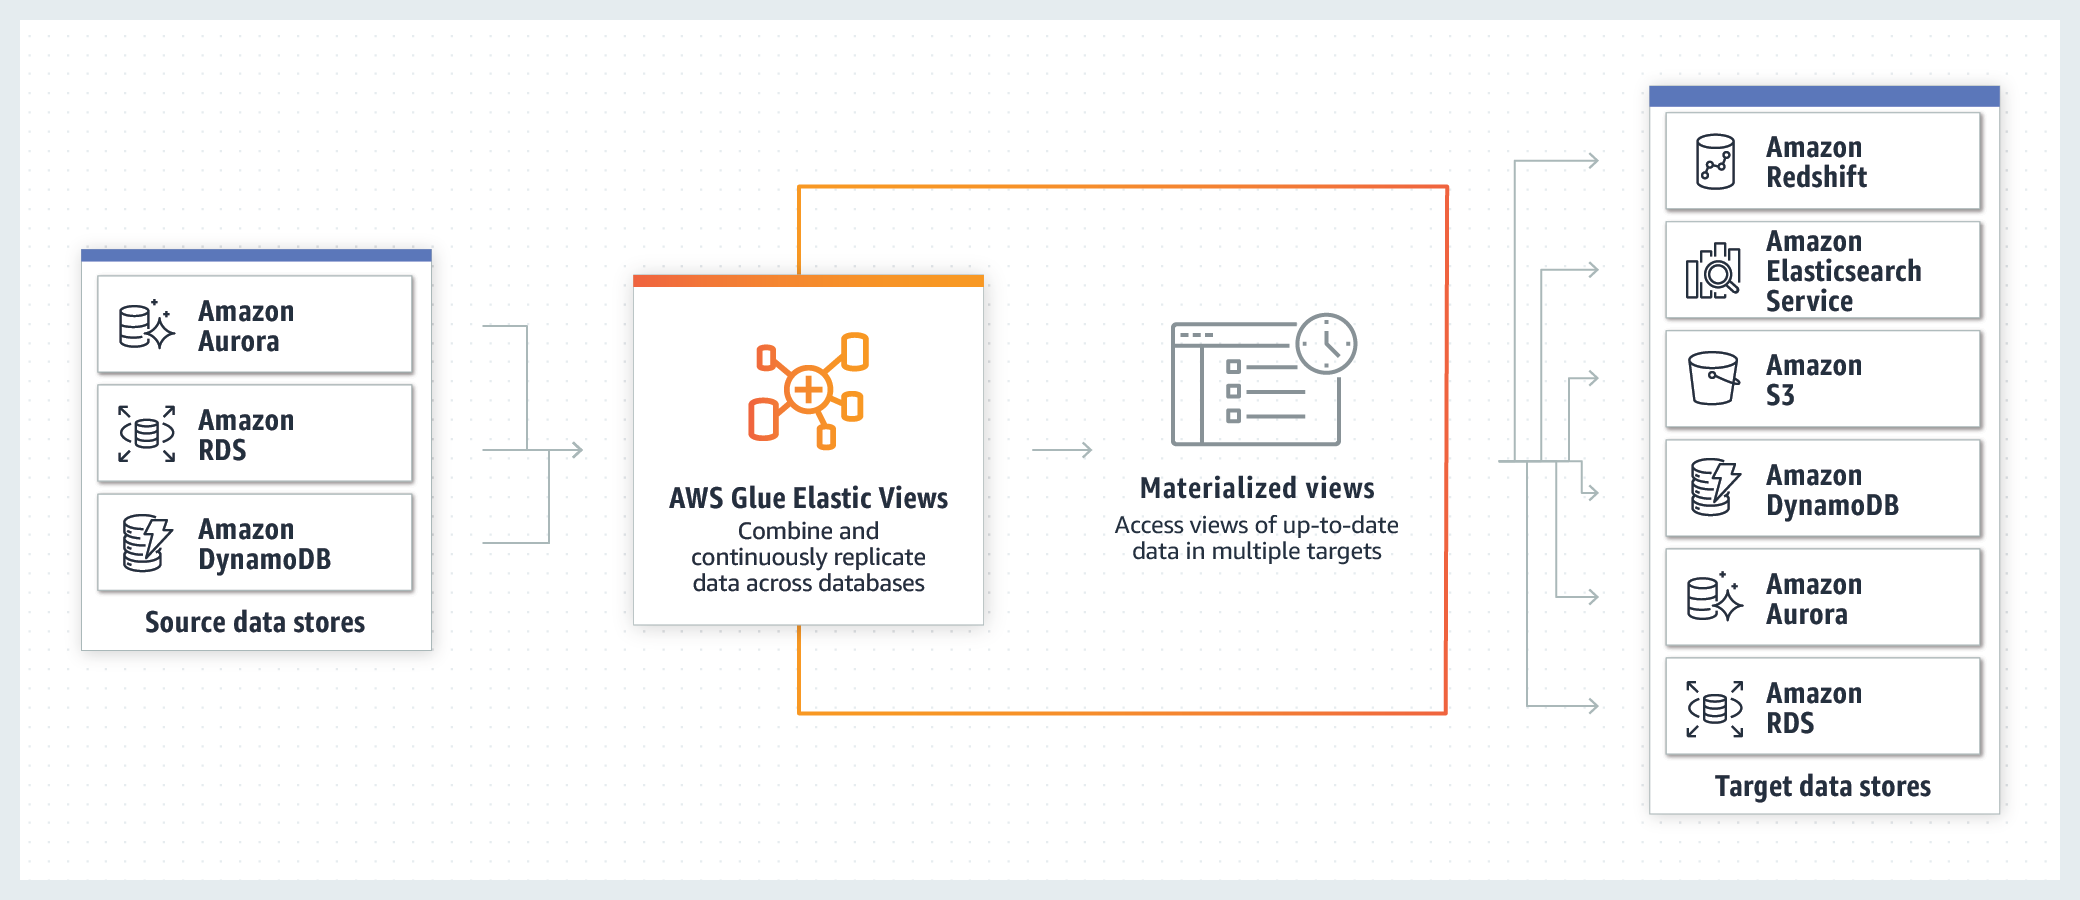 Amazon
Aurora
Amazon
RDS
Amazon
DynamoDB
Source data stores
AWS Glue Elastic Views
Combine and
continuously replicate
data across databases
Materialized views
Access views of up-to-date
data in multiple targets
Amazon
Redshift
Amazon
Elasticsearch
Service
Amazon
S3
Amazon
DynamoDB
Amazon
Aurora
Amazon
RDS
Target data stores